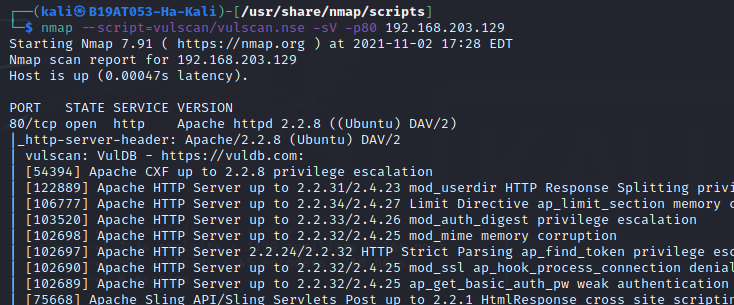 ┌──(kali㉿B19AT053-Ha-Kali)-[/usr/share/nmap/scripts]
└─$ nmap --script=vulscan/vulscan.nse -sV -p80 192.168.203.129
Starting Nmap 7.91 ( https://nmap.org ) at 2021-11-02 17:28 EDT
Nmap scan report for 192.168.203.129
Host is up (0.00047s latency).
PORT   STATE SERVICE VERSION
80/tcp open  http    Apache httpd 2.2.8 ((Ubuntu) DAV/2)
|_http-server-header: Apache/2.2.8 (Ubuntu) DAV/2
| vulscan: VulDB - https://vuldb.com:
| [54394] Apache CXF up to 2.2.8 privilege escalation
| [122889] Apache HTTP Server up to 2.2.31/2.4.23 mod_userdir HTTP Response Splitting privi
| [106777] Apache HTTP Server up to 2.2.34/2.4.27 Limit Directive ap_limit_section memory c
| [103520] Apache HTTP Server up to 2.2.33/2.4.26 mod_auth_digest privilege escalation
| [102698] Apache HTTP Server up to 2.2.32/2.4.25 mod_mime memory corruption
| [102697] Apache HTTP Server 2.2.24/2.2.32 HTTP Strict Parsing ap_find_token privilege esc
| [102690] Apache HTTP Server up to 2.2.32/2.4.25 mod_ssl ap_hook_process_connection denial
| [102689] Apache HTTP Server up to 2.2.32/2.4.25 ap_get_basic_auth_pw weak authentication
| [75668] Apache Sling API/Sling Servlets Post up to 2.2.1 HtmlResponse cross site scriptin